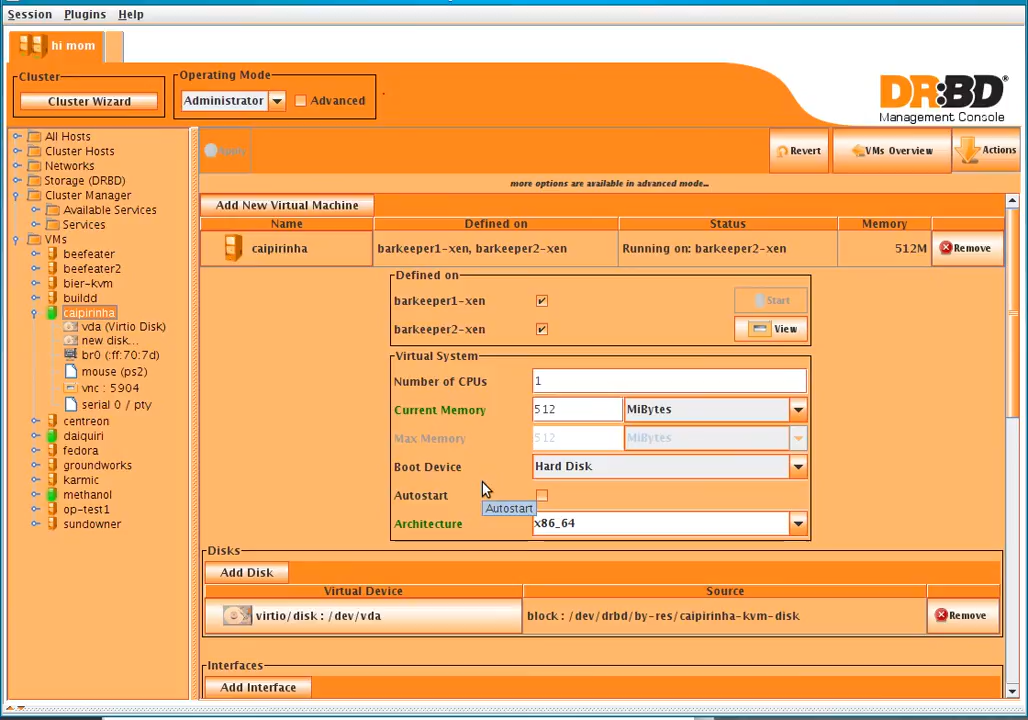 Session Plugins Help
hi mom
Cluster
Cluster Wizard
Operating Mode
Administrator Advanced
DR:BD®
Management Console
All Hosts
Cluster Hosts
Networks
Storage (DRBD)
Cluster Manager
Available Services
Services
VMs
beefeater
beefeater2
bier-kvm
buildd
caipirinha
vda (Virtio Disk)
new disk...
br0 (:ff:70:7d)
mouse (ps2)
vnc : 5904
serial 0 / pty
centreon
daiquiri
fedora
groundworks
karmic
methanol
op-test1
sundowner
Revert VMs Overview Actions
more options are available in advanced mode...
Add New Virtual Machine
Name Defined on Status Memory
caipirinha barkeeper1-xen, barkeeper2-xen Running on: barkeeper2-xen 512M Remove
Defined on
barkeeper1-xen Start
barkeeper2-xen View
Virtual System
Number of CPUs 1
Current Memory 512 MiBytes
Max Memory 512 MiBytes
Boot Device Hard Disk
Autostart
Autostart
Architecture x86_64
Disks
Add Disk
Virtual Device Source
virtio/disk : /dev/vda block : /dev/drbd/by-res/caipirinha-kvm-disk Remove
Interfaces
Add Interface